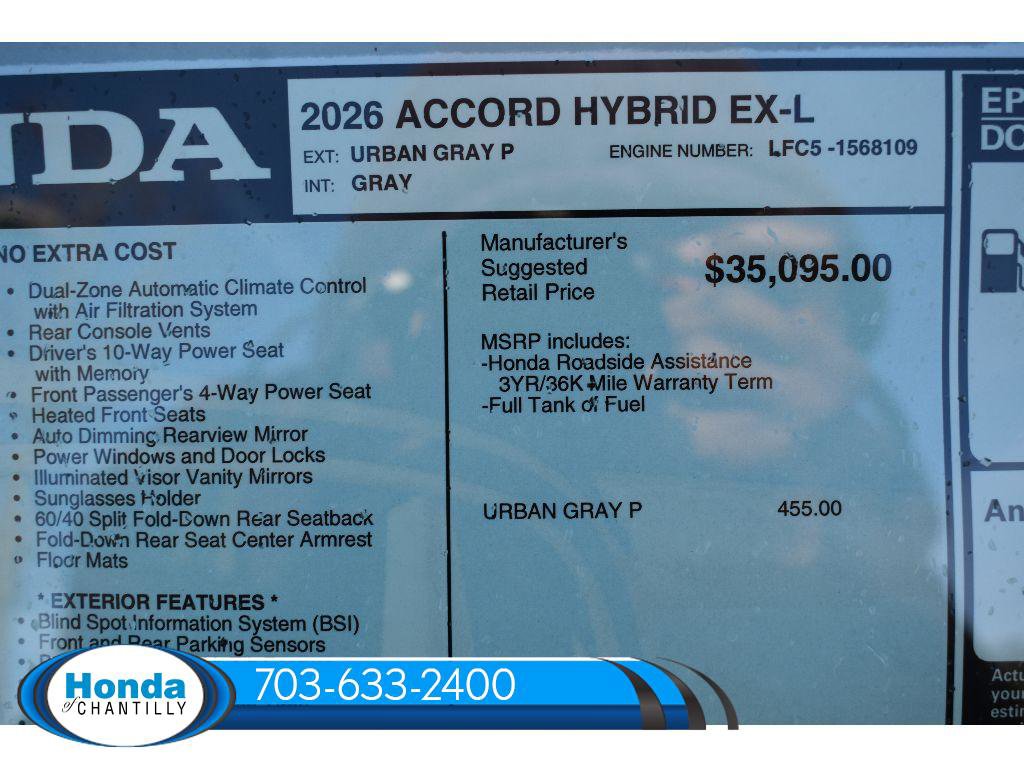 NDA
2026 ACCORD HYBRID EX-L
EXT: URBAN GRAY P
ENGINE NUMBER: LFC5 -1568109
INT: GRAY
EP
DC
NO EXTRA COST
• Dual-Zone Automatic Climate Control
with Air Filtration System
• Rear Console Vents
• Driver's 10-Way Power Seat
with Memory
• Front Passenger's 4-Way Power Seat
• Heated Front Seats
• Auto Dimming Rearview Mirror
• Power Windows and Door Locks
• Illuminated Visor Vanity Mirrors
• Sunglasses Holder
• 60/40 Split Fold-Down Rear Seatback
• Fold-Down Rear Seat Center Armrest
• Floor Mats
* EXTERIOR FEATURES *
• Blind Spot Information System (BSI)
• Front and Rear Parking Sensors
Manufacturer's
Suggested
Retail Price
$35,095.00
MSRP includes:
-Honda Roadside Assistance
3YR/36K Mile Warranty Term
-Full Tank of Fuel
URBAN GRAY P 455.00
An
Actu
your
estin
Honda
of CHANTILLY
703-633-2400